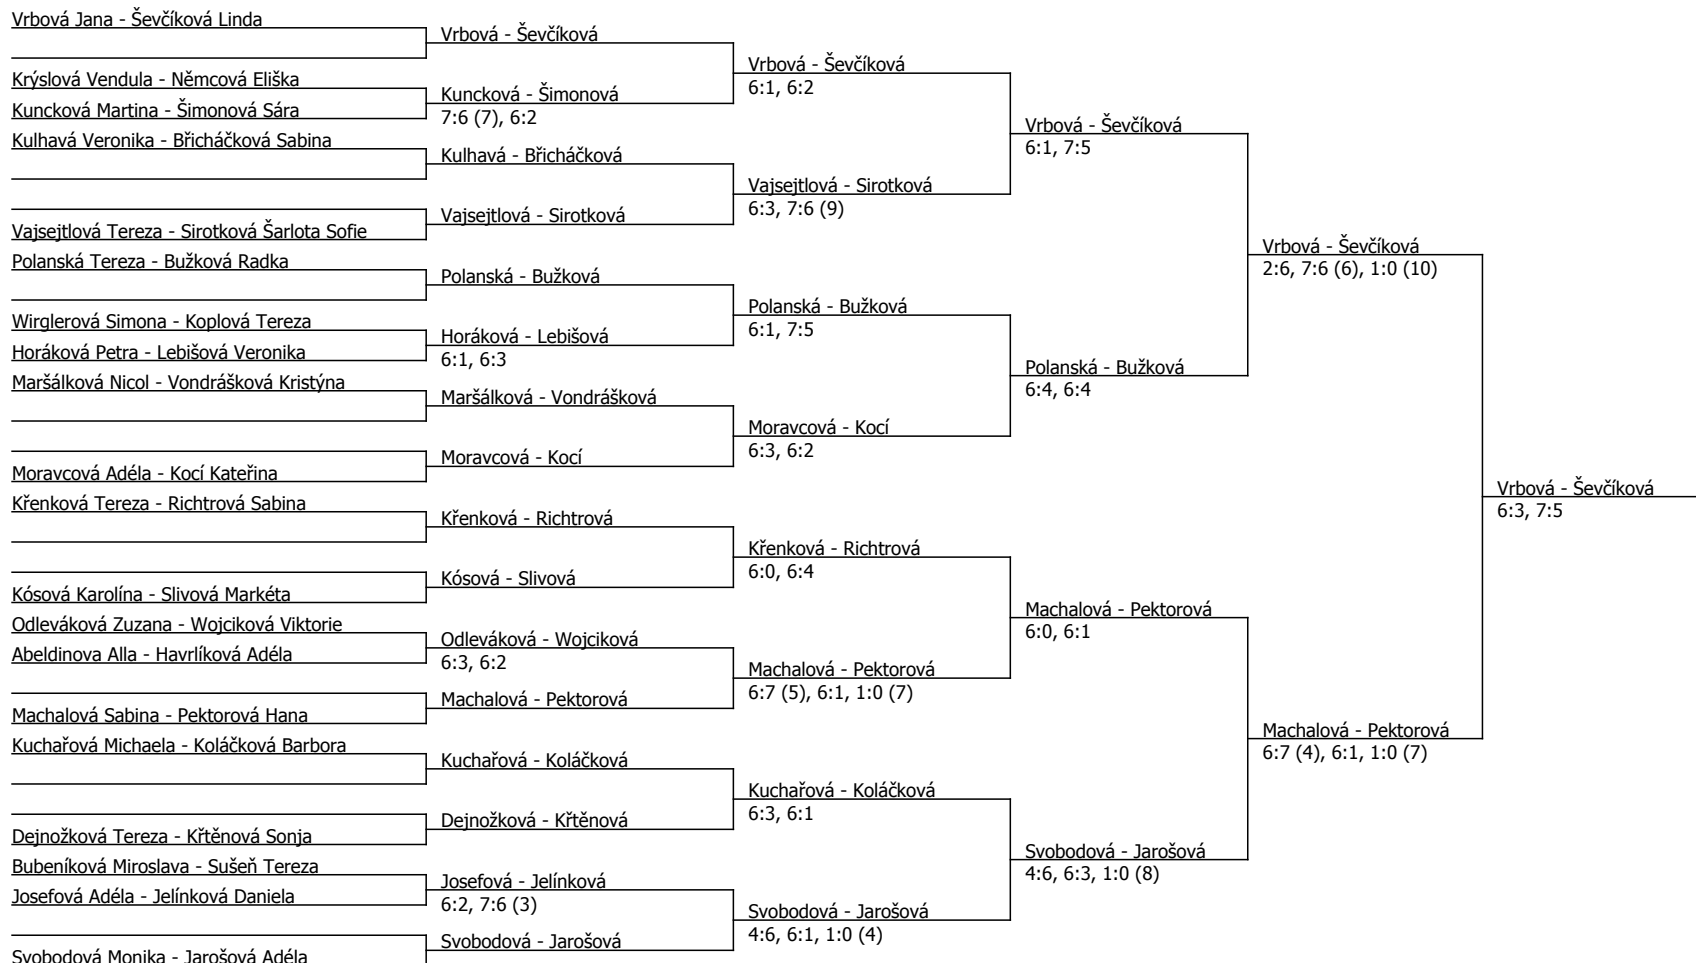 Vrbová Jana - Ševčíková Linda
Krýslová Vendula - Němcová Eliška
Kuncková Martina - Šimonová Sára
Kulhavá Veronika - Břicháčková Sabina
Vajsejtlová Tereza - Sirotková Šarlota Sofie
Polanská Tereza - Bužková Radka
Wirglerová Simona - Koplová Tereza
Horáková Petra - Lebišová Veronika
Maršálková Nicol - Vondrášková Kristýna
Moravcová Adéla - Kocí Kateřina
Křenková Tereza - Richtrová Sabina
Kósová Karolína - Slivová Markéta
Odleváková Zuzana - Wojciková Viktorie
Abeldinova Alla - Havrlíková Adéla
Machalová Sabina - Pektorová Hana
Kuchařová Michaela - Koláčková Barbora
Dejnožková Tereza - Křtěnová Sonja
Bubeníková Miroslava - Sušeň Tereza
Josefová Adéla - Jelínková Daniela
Svobodová Monika - Jarošová Adéla
Vrbová - Ševčíková
Kuncková - Šimonová
7:6 (7), 6:2
Kulhavá - Břicháčková
Vajsejtlová - Sirotková
Polanská - Bužková
Horáková - Lebišová
6:1, 6:3
Maršálková - Vondrášková
Moravcová - Kocí
Křenková - Richtrová
Kósová - Slivová
Odleváková - Wojciková
6:3, 6:2
Machalová - Pektorová
Kuchařová - Koláčková
Dejnožková - Křtěnová
Josefová - Jelínková
6:2, 7:6 (3)
Svobodová - Jarošová
Vrbová - Ševčíková
6:1, 6:2
Vajsejtlová - Sirotková
6:3, 7:6 (9)
Polanská - Bužková
6:1, 7:5
Moravcová - Kocí
6:3, 6:2
Křenková - Richtrová
6:0, 6:4
Machalová - Pektorová
6:7 (5), 6:1, 1:0 (7)
Kuchařová - Koláčková
6:3, 6:1
Svobodová - Jarošová
4:6, 6:1, 1:0 (4)
Vrbová - Ševčíková
6:1, 7:5
Polanská - Bužková
6:4, 6:4
Machalová - Pektorová
6:0, 6:1
Svobodová - Jarošová
4:6, 6:3, 1:0 (8)
Vrbová - Ševčíková
2:6, 7:6 (6), 1:0 (10)
Machalová - Pektorová
6:7 (4), 6:1, 1:0 (7)
Vrbová - Ševčíková
6:3, 7:5